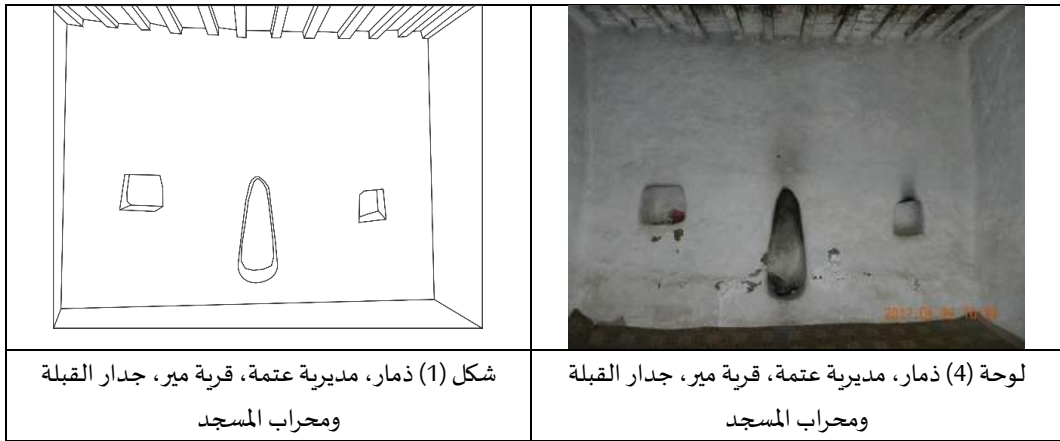 لوحة (4) ذمار، مديرية عتمة، قرية مير، جدار القبلة
ومحراب المسجد
شكل (1) ذمار، مديرية عتمة، قرية مير، جدار القبلة
ومحراب المسجد